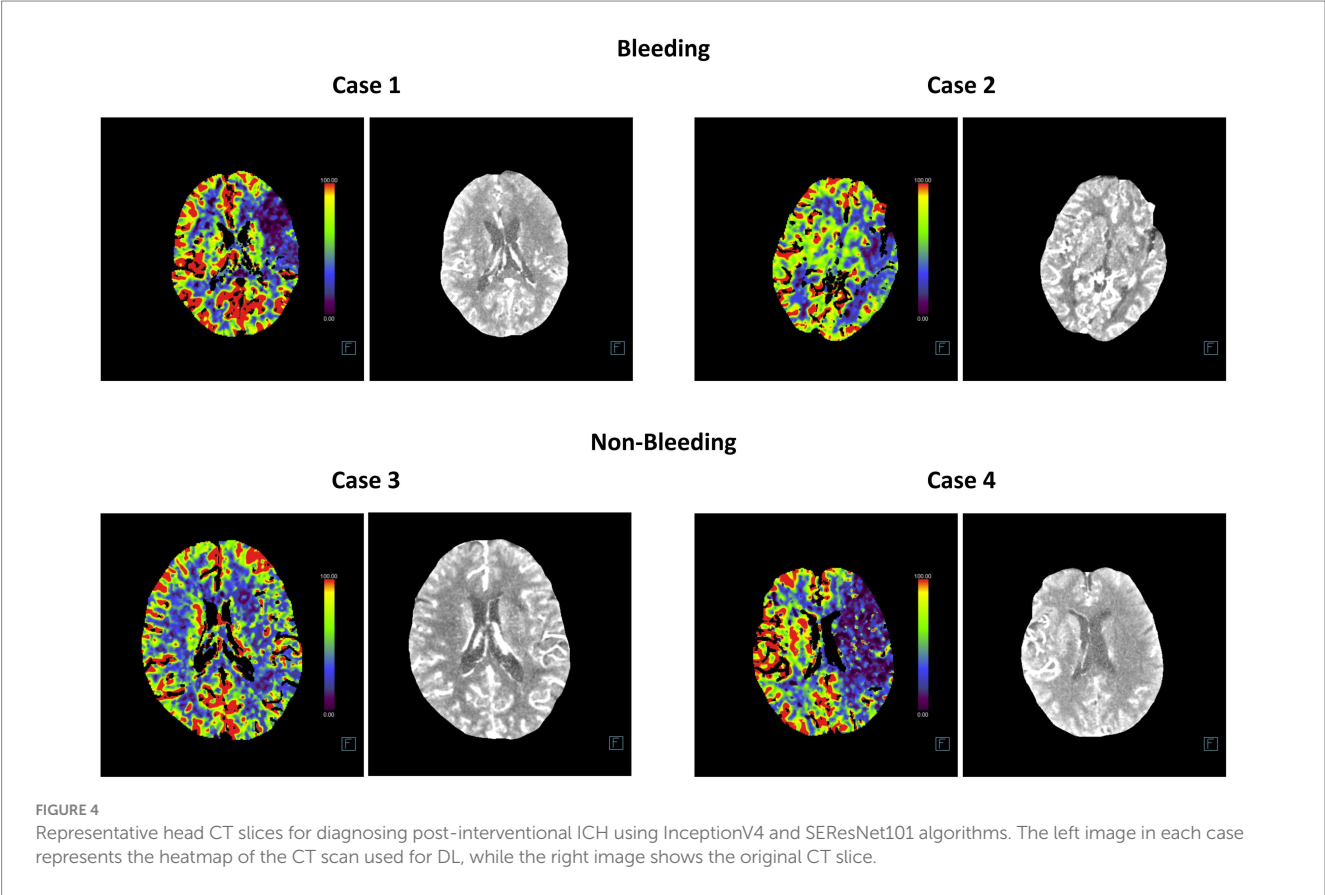 Bleeding
Case 1
Case 2
100.00
0.00
F
F
100.00
0.00
F
F
Non-Bleeding
Case 3
Case 4
100.00
0.00
F
F
100.00
0.00
F
F
FIGURE 4
Representative head CT slices for diagnosing post-interventional ICH using InceptionV4 and SEResNet101 algorithms. The left image in each case
represents the heatmap of the CT scan used for DL, while the right image shows the original CT slice.